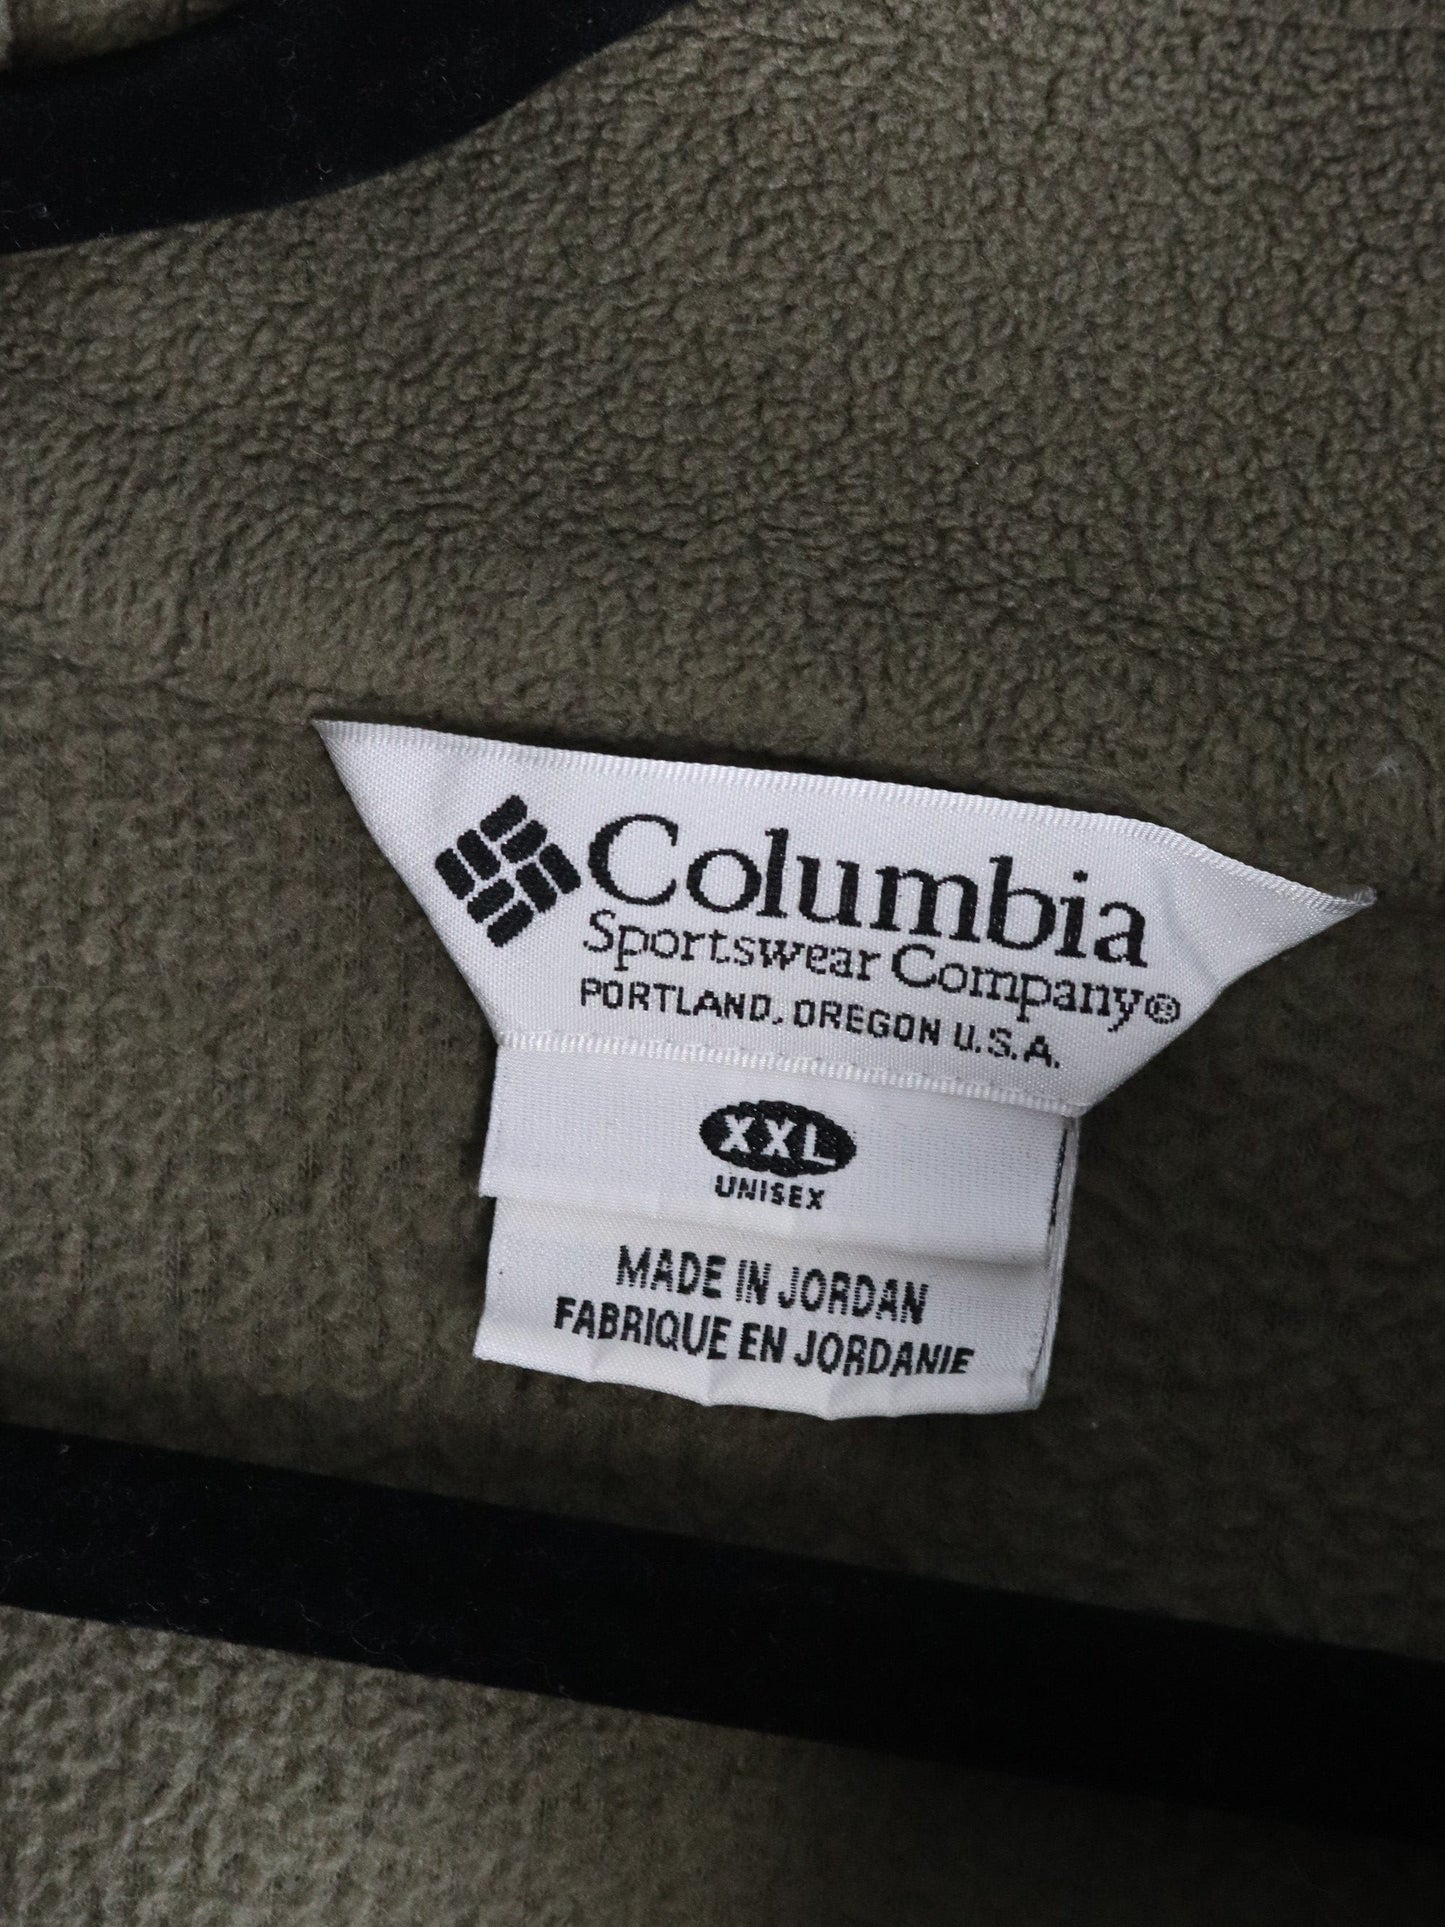 Columbia
Sportswear Company®
PORTLAND, OREGON U.S.A.
XXL
UNISEX
MADE IN JORDAN
FABRIQUE EN JORDANIE